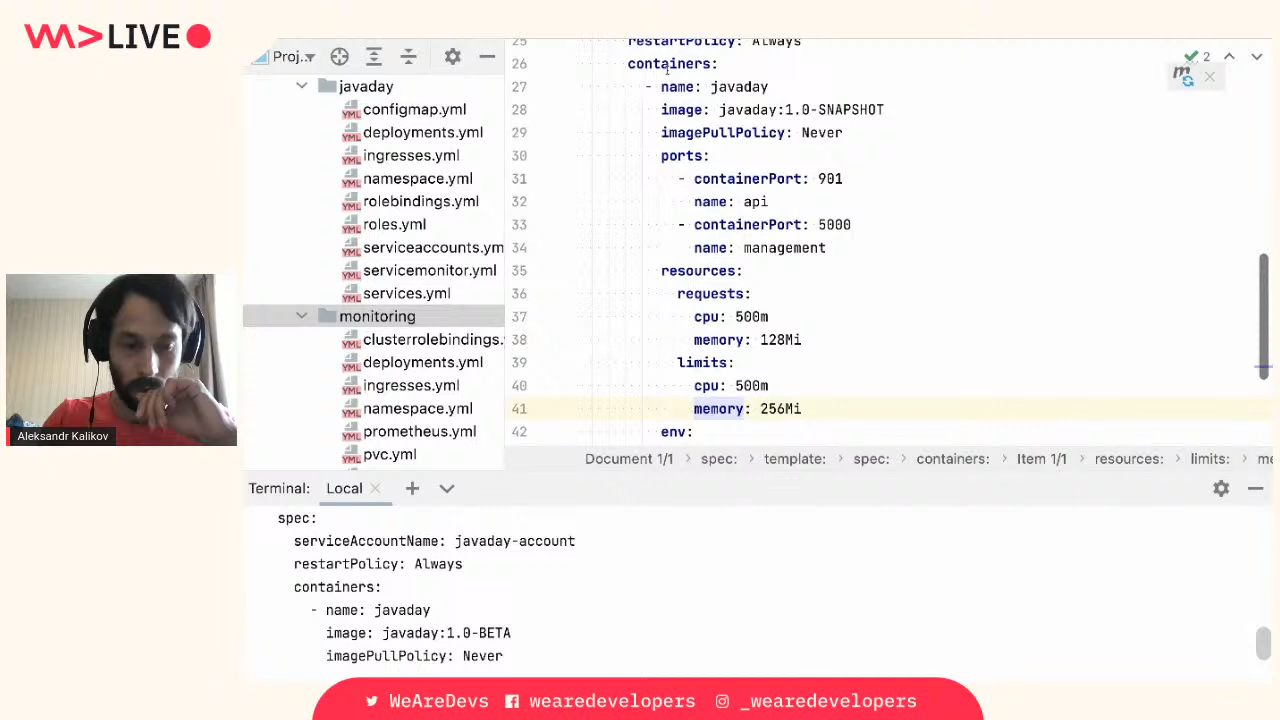 LIVE
Proj..
javaday
configmap.yml
deployments.yml
ingresses.yml
namespace.yml
rolebindings.yml
roles.yml
serviceaccounts.ym
servicemonitor.yml
services.yml
monitoring
clusterrolebindings.
deployments.yml
ingresses.yml
namespace.yml
prometheus.yml
pvc.yml
25 restartPolicy: Always
26 containers:
27 - name: javaday
28 image: javaday:1.0-SNAPSHOT
29 imagePullPolicy: Never
30 ports:
31 - containerPort: 901
32 name: api
33 - containerPort: 5000
34 name: management
35 resources:
36 requests:
37 cpu: 500m
38 memory: 128Mi
39 limits:
40 cpu: 500m
41 memory: 256Mi
42 env:
2
Document 1/1 > spec: > template: > spec: > containers: > Item 1/1 > resources: > limits: > me
Aleksandr Kalikov
Terminal: Local
spec:
serviceAccountName: javaday-account
restartPolicy: Always
containers:
- name: javaday
image: javaday:1.0-BETA
imagePullPolicy: Never
WeAreDevs wearedevelopers _wearedevelopers